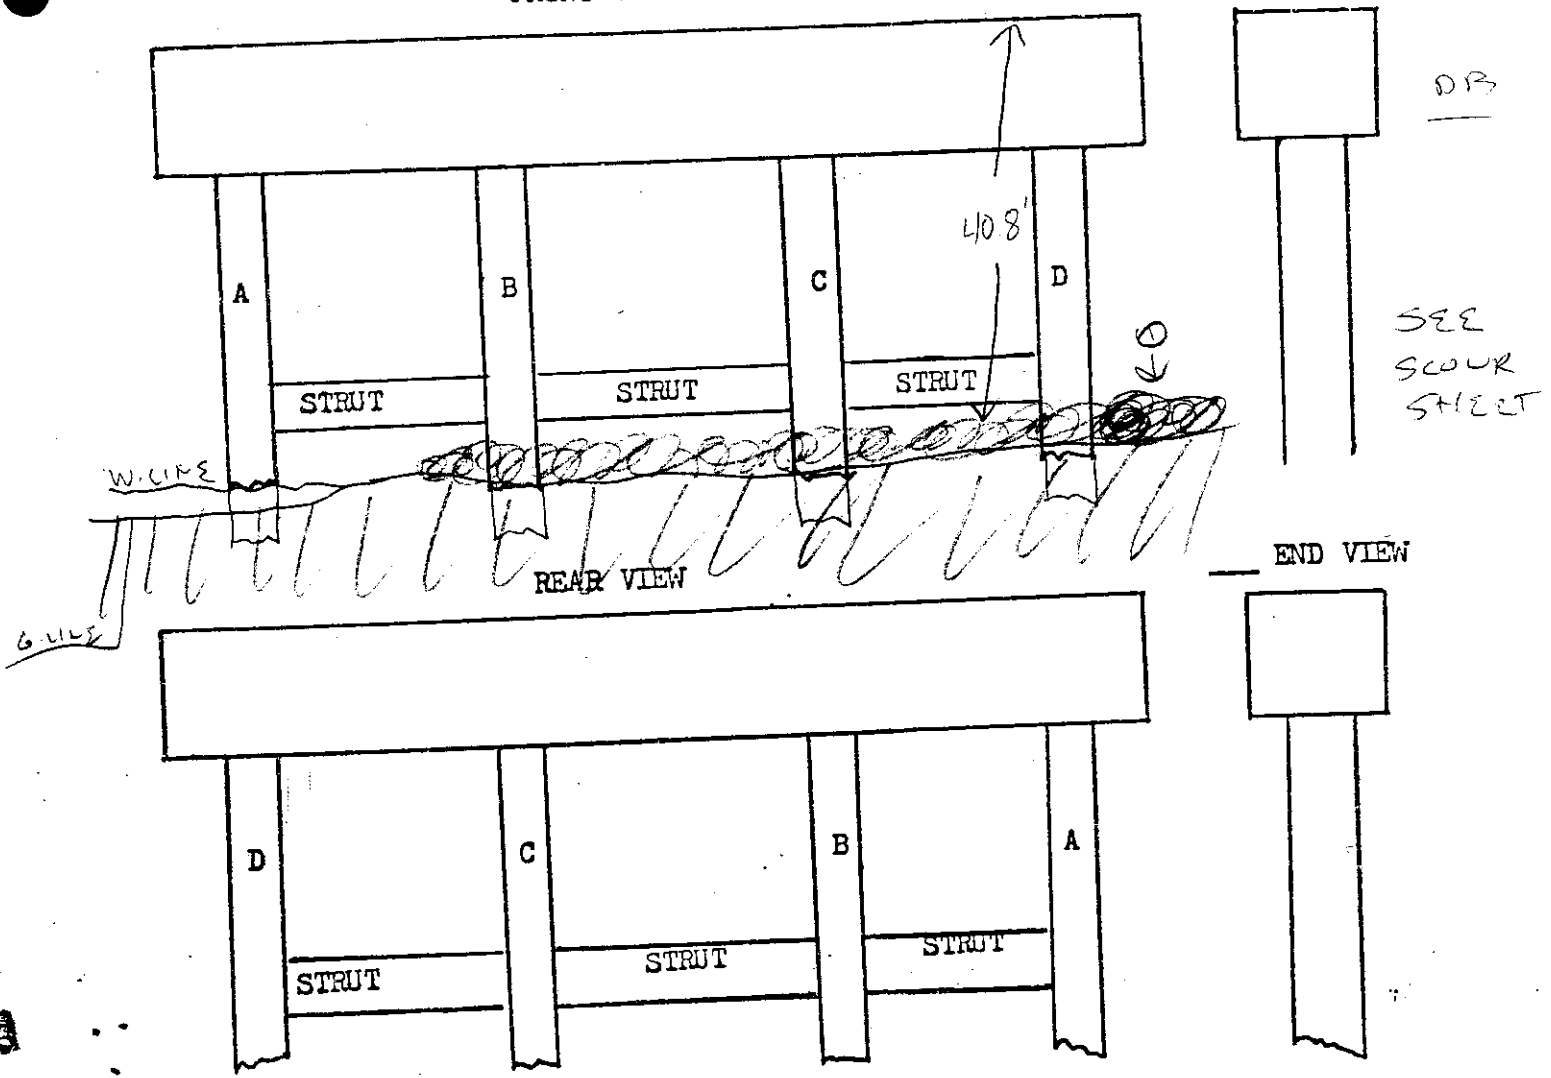 DB
40.8'
A
B
C
D
STRUT
STRUT
STRUT
SEE
SCOUR
SHEET
W.LINE
G.LINE
REAR VIEW
END VIEW
D
C
B
A
STRUT
STRUT
STRUT